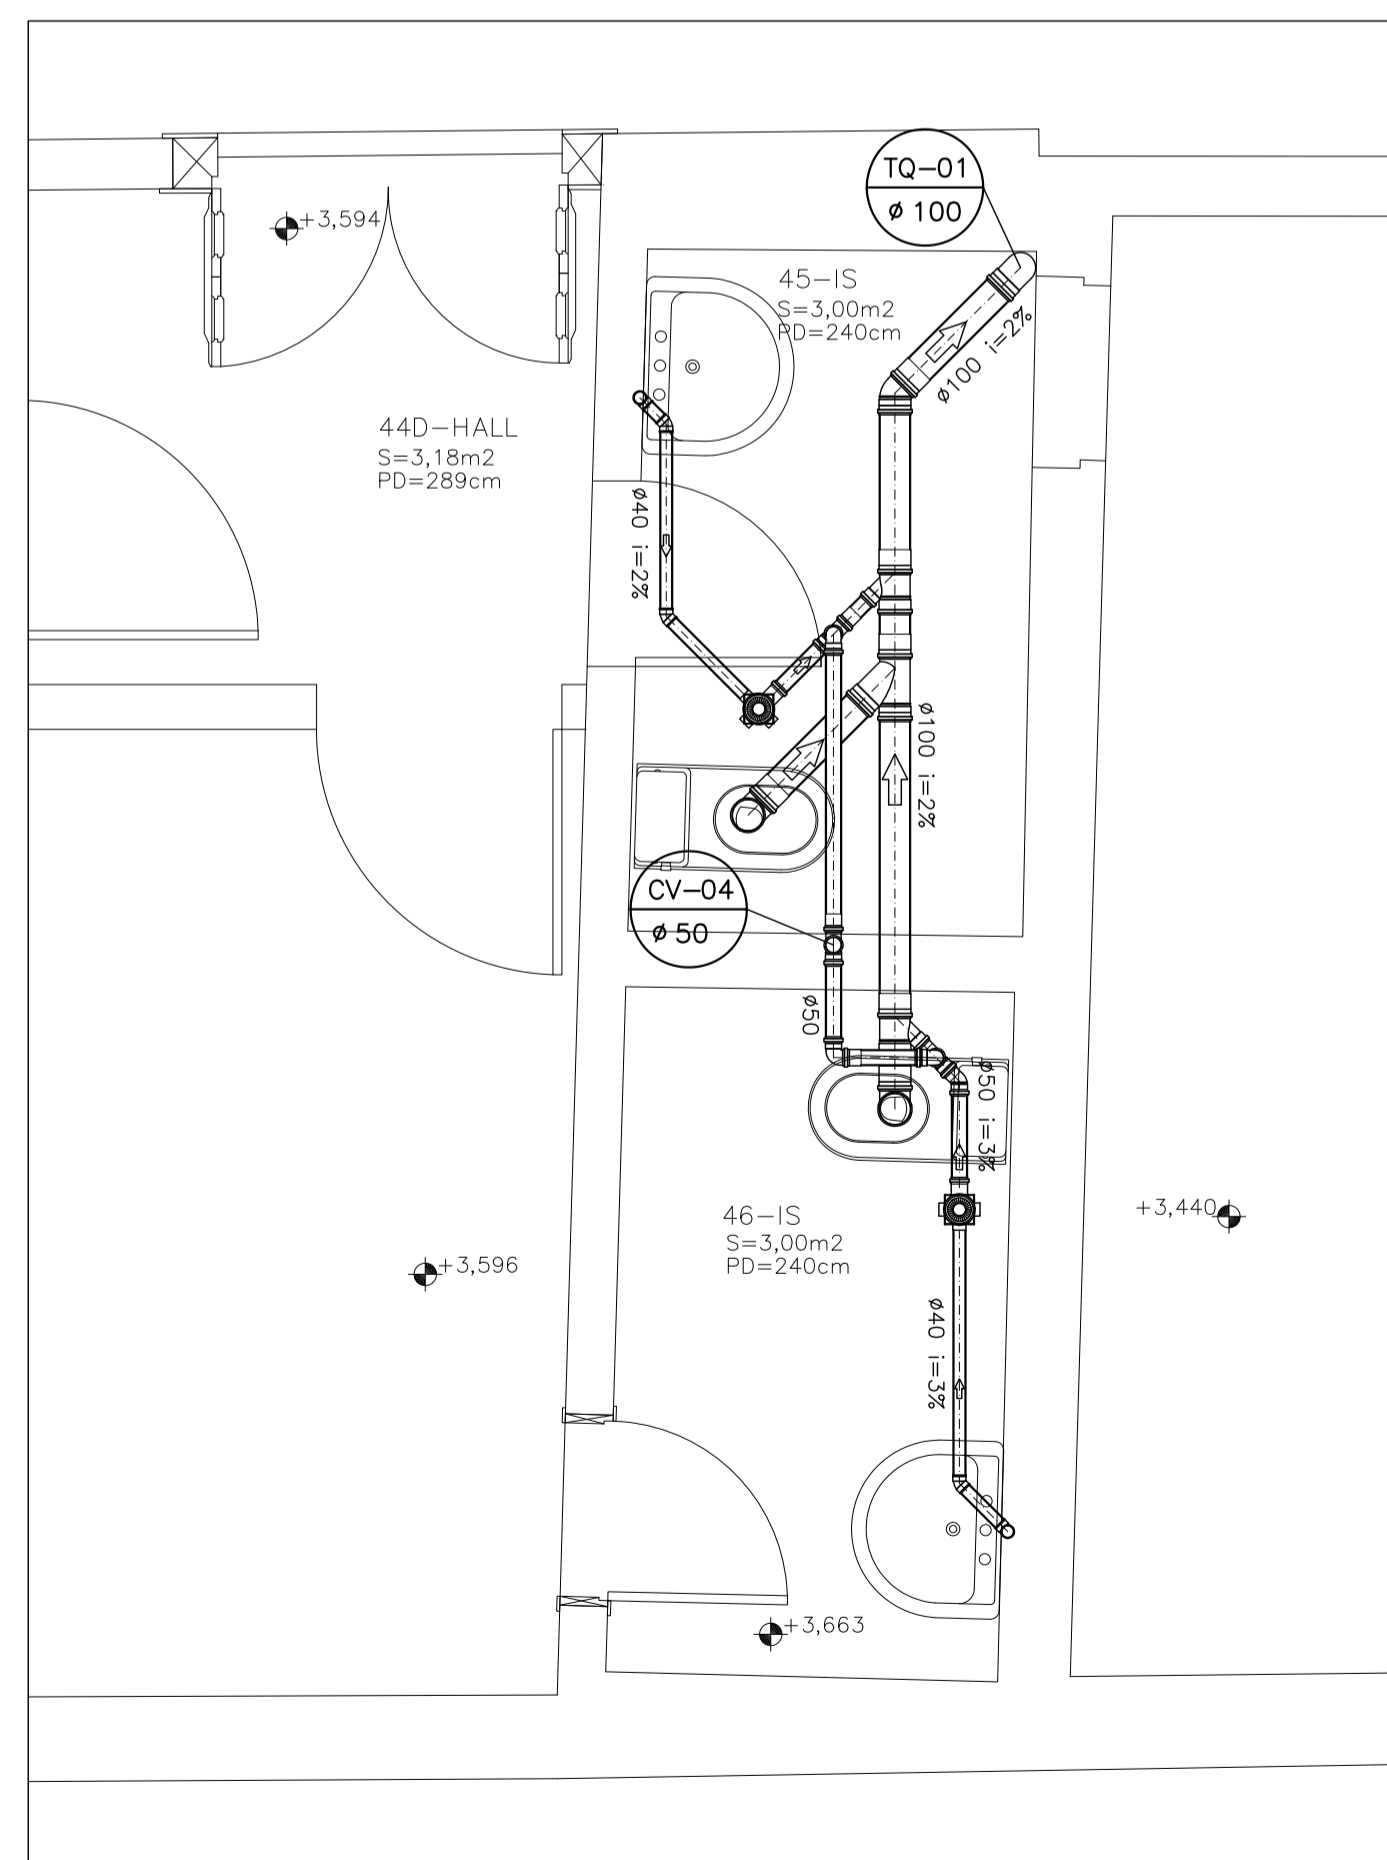 TQ-01
ø 100
+3,594
45-IS
S=3,00m2
PD=240cm
ø100 i=2%
44D-HALL
S=3,18m2
PD=289cm
ø40 i=2%
ø100 i=2%
CV-04
ø 50
ø50
ø50 i=3%
46-IS
S=3,00m2
PD=240cm
+3,440
+3,596
ø40 i=3%
+3,663